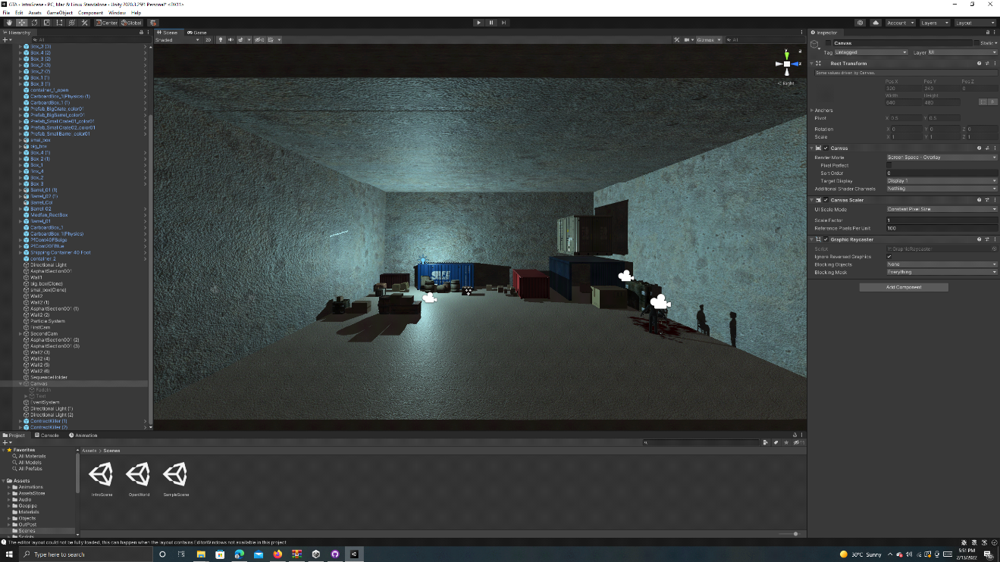 GTA - IntroScene - PC, Mac & Linux Standalone - Unity 2020.3.25f1 Personal* <DX11>
File Edit Assets GameObject Component Window Help
Center Global
Account Layers Layout
Hierarchy
All
Box_3 (3)
Box_4 (2)
Box_3 (2)
Box_2 (3)
Box_2 (2)
Box_1 (1)
Box_3 (1)
container_1_open
CarboardBox_1(Physics) (1)
CarboardBox_1 (1)
Prefab_BigCrate_color01
Prefab_BigBarrel_color01
Prefab_SmallCrate01_color01
Prefab_SmallCrate02_color01
Prefab_SmallBarrel_color01
smal_box
big_box
Box_4 (1)
Box_2 (1)
Box_1
Box_4
Box_2
Box_3
Barrel_01 (1)
Barrel_02 (1)
Barrel_Col
Barrel_02
Medfan_RectBox
Barrel_01
CarboardBox_1
CarboardBox_1(Physics)
PfCont40FBeige
PfCont20FBlue
Shipping Container 40 Foot
container_2
Directional Light
AsphaltSection001
Wall1
big_box(Clone)
smal_box(Clone)
Wall2
Wall2 (1)
AsphaltSection001 (1)
Wall2 (2)
Particle System
FirstCam
SecondCam
AsphaltSection001 (2)
AsphaltSection001 (3)
Wall2 (3)
Wall2 (4)
Wall2 (5)
Wall2 (6)
SequenceHolder
Canvas
FadeIn
Text
EventSystem
Directional Light (1)
Directional Light (2)
ContractKiller (1)
ContractKiller (2)
Scene Game
Shaded 2D 0 Gizmos All
y
z
< Right
SAFE
Inspector
Canvas Static
Tag Untagged Layer UI
Rect Transform
Some values driven by Canvas.
Pos X Pos Y Pos Z
320 240 0
Width Height
640 480
R
Anchors
Pivot X 0.5 Y 0.5
Rotation X 0 Y 0 Z 0
Scale X 1 Y 1 Z 1
Canvas
Render Mode Screen Space - Overlay
Pixel Perfect
Sort Order 0
Target Display Display 1
Additional Shader Channels Nothing
Canvas Scaler
UI Scale Mode Constant Pixel Size
Scale Factor 1
Reference Pixels Per Unit 100
Graphic Raycaster
Script GraphicRaycaster
Ignore Reversed Graphics
Blocking Objects None
Blocking Mask Everything
Add Component
Project Console Animation
Favorites
All Materials
All Models
All Prefabs
Assets
Animations
AssetsStore
Audio
Geopipe
Materials
Objects
OutPost
Scenes
Scripts
Assets > Scenes
IntroScene OpenWorld SampleScene
The editor layout could not be fully loaded, this can happen when the layout contains EditorWindows not available in this project
Type here to search
30°C Sunny
5:51 PM
2/13/2022